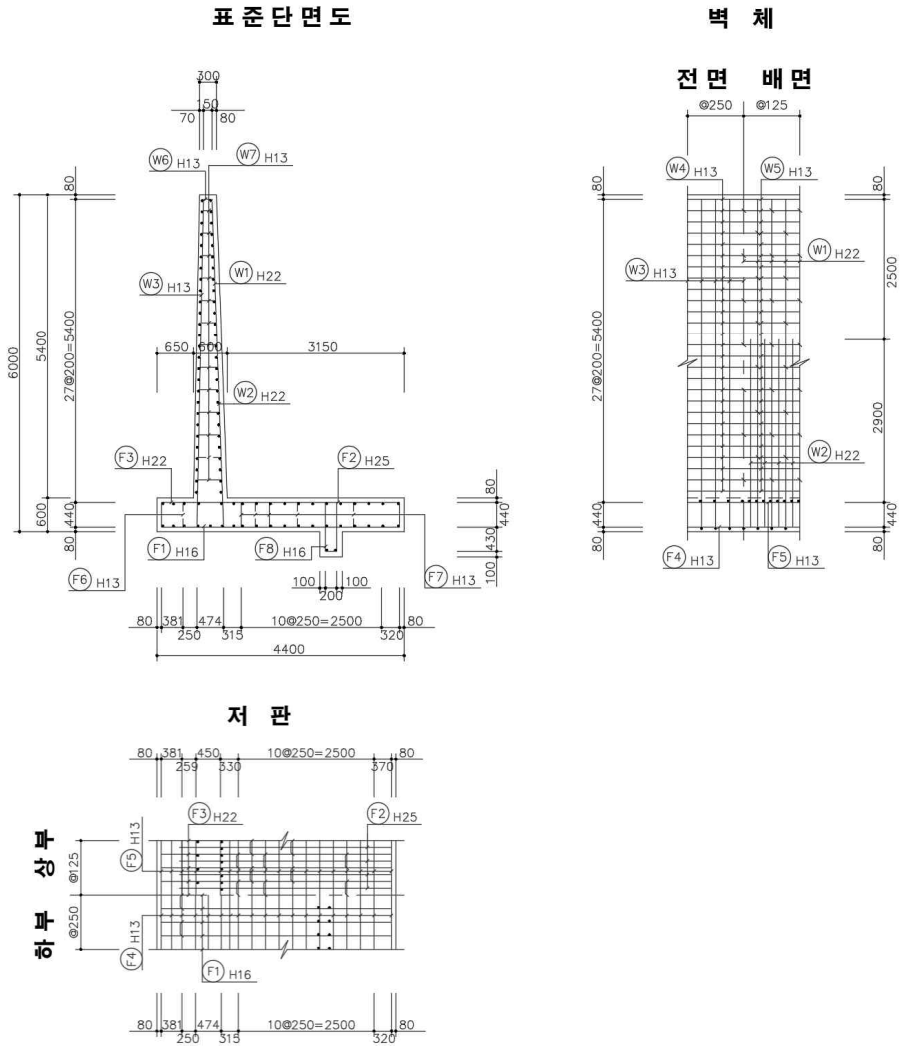 표준단면도
벽 체
전면 배면
300
150
70 80
@250 @125
W6 H13
W7 H13
W4 H13
W5 H13
80
80
80
W3 H13
W1 H22
W3 H13
W1 H22
2500
6000
5400
27@200=5400
650 600 3150
27@200=5400
W2 H22
2900
F3 H22
F2 H25
W2 H22
600
440
80
80
440
430
100
440
80
440
80
F1 H16
F8 H16
F4 H13
F5 H13
F6 H13
F7 H13
100 100
200
80 381 474 10@250=2500 80
250 315 320
4400
저 판
80 381 450 10@250=2500 80
259 330 370
F3 H22
F2 H25
상부
@125
F5 H13
하부
@250
F4 H13
F1 H16
80 381 474 10@250=2500 80
250 315 320